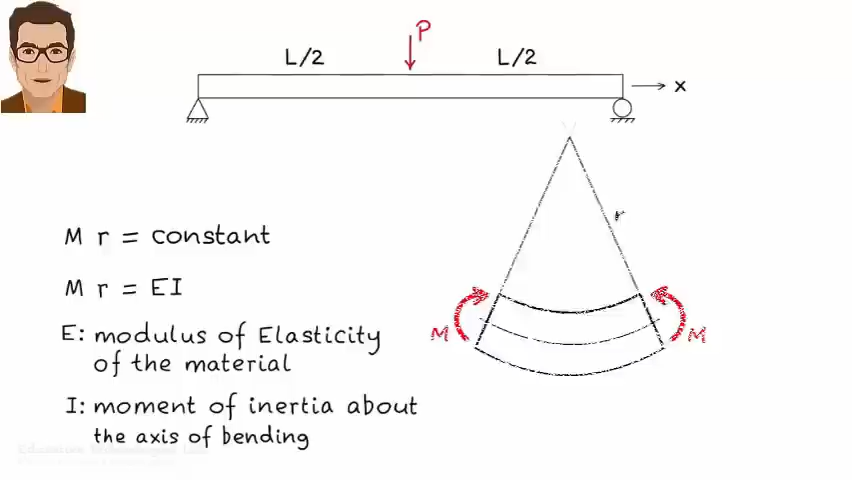 P
L/2 L/2
x
r
M r = constant
M r = EI
E: modulus of Elasticity
of the material
M M
I: moment of inertia about
the axis of bending